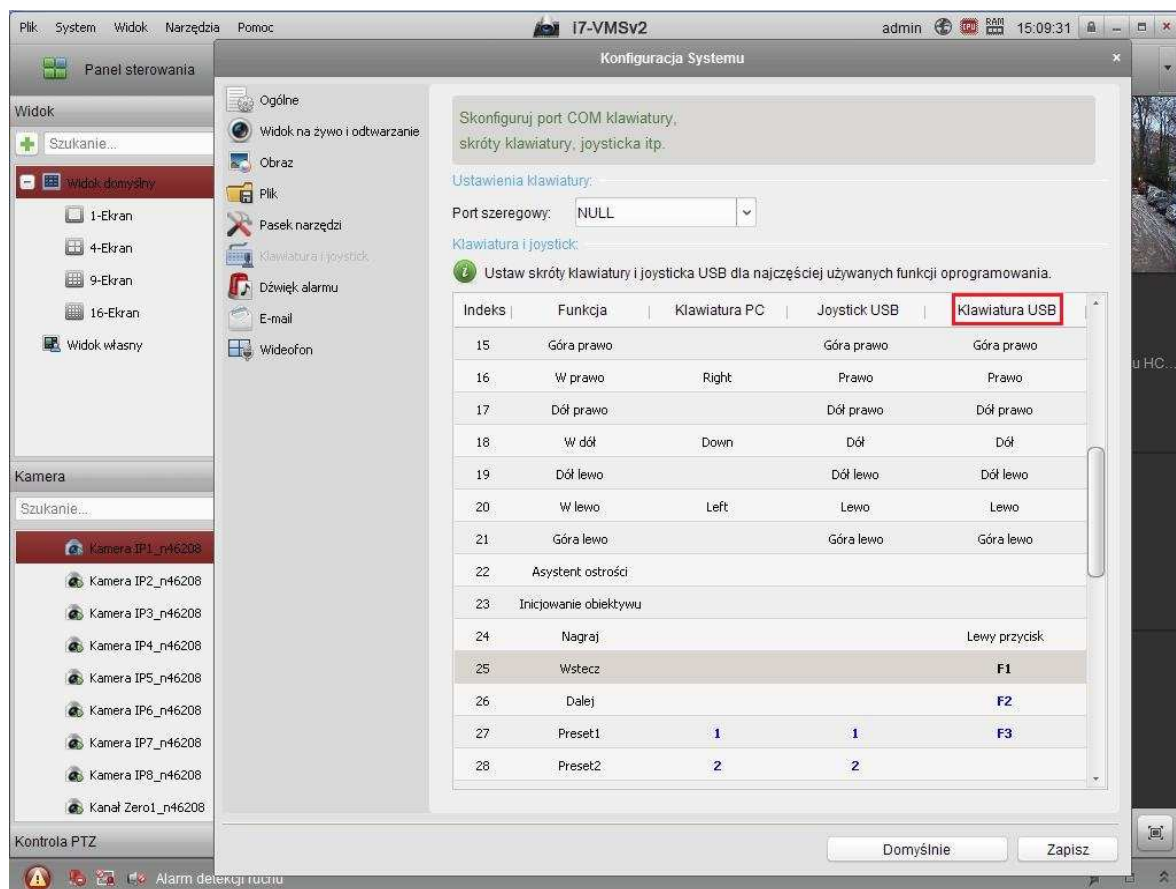 Plik System Widok Narzędzia Pomoc
i7-VMSv2
admin
CPU
RAM
15:09:31
Panel sterowania
Konfiguracja Systemu
Widok
Szukanie...
Widok domyślny
1-Ekran
4-Ekran
9-Ekran
16-Ekran
Widok własny
Kamera
Szukanie...
Kamera IP1_n46208
Kamera IP2_n46208
Kamera IP3_n46208
Kamera IP4_n46208
Kamera IP5_n46208
Kamera IP6_n46208
Kamera IP7_n46208
Kamera IP8_n46208
Kanał Zero1_n46208
Kontrola PTZ
Ogólne
Widok na żywo i odtwarzanie
Obraz
Plik
Pasek narzędzi
Klawiatura i joystick
Dźwięk alarmu
E-mail
Wideofon
Skonfiguruj port COM klawiatury,
skróty klawiatury, joysticka itp.
Ustawienia klawiatury:
Port szeregowy: NULL
Klawiatura i joystick:
Ustaw skróty klawiatury i joysticka USB dla najczęściej używanych funkcji oprogramowania.
Indeks Funkcja Klawiatura PC Joystick USB Klawiatura USB
15 Góra prawo Góra prawo Góra prawo
16 W prawo Right Prawo Prawo
17 Dół prawo Dół prawo Dół prawo
18 W dół Down Dół Dół
19 Dół lewo Dół lewo Dół lewo
20 W lewo Left Lewo Lewo
21 Góra lewo Góra lewo Góra lewo
22 Asystent ostrości
23 Inicjowanie obiektywu
24 Nagraj Lewy przycisk
25 Wstecz F1
26 Dalej F2
27 Preset1 1 1 F3
28 Preset2 2 2
Domyślnie Zapisz
u HC...
Alarm detekcji ruchu